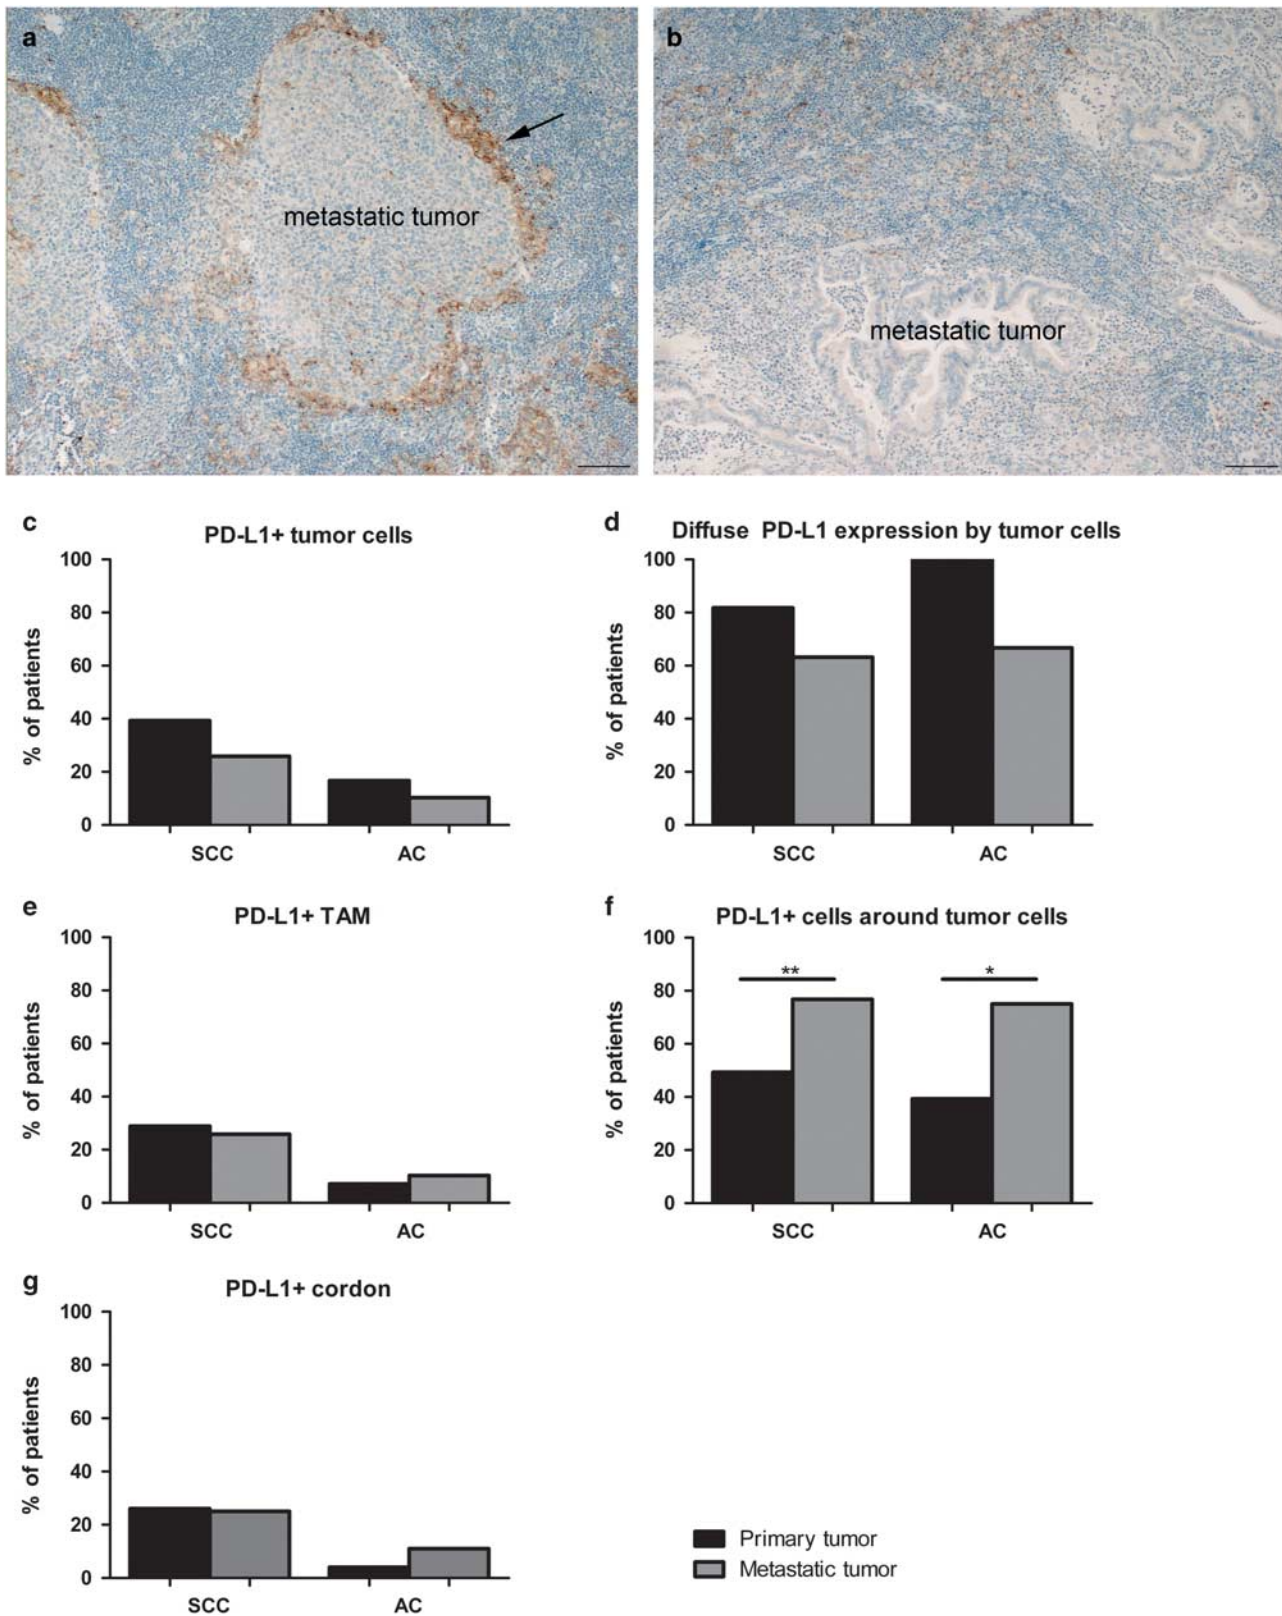 a
metastatic tumor
b
metastatic tumor
c
PD-L1+ tumor cells
% of patients
100
80
60
40
20
0
SCC AC
d
Diffuse PD-L1 expression by tumor cells
% of patients
100
80
60
40
20
0
SCC AC
e
PD-L1+ TAM
% of patients
100
80
60
40
20
0
SCC AC
f
PD-L1+ cells around tumor cells
% of patients
100
80
60
40
20
0
** *
SCC AC
g
PD-L1+ cordon
% of patients
100
80
60
40
20
0
SCC AC
Primary tumor
Metastatic tumor